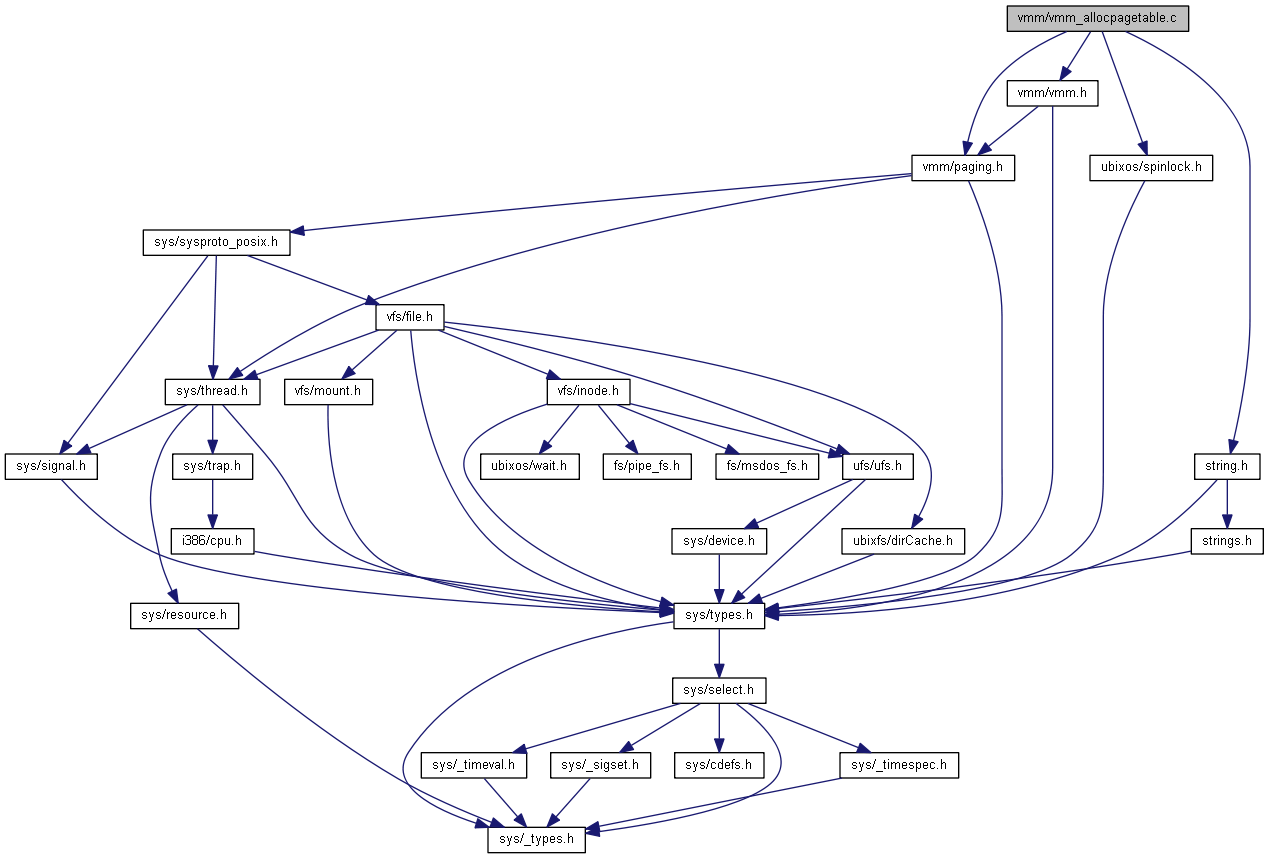 vmm/vmm_allocpagetable.c
vmm/vmm.h
vmm/paging.h
ubixos/spinlock.h
sys/sysproto_posix.h
vfs/file.h
sys/thread.h
vfs/mount.h
vfs/inode.h
sys/signal.h
sys/trap.h
ubixos/wait.h
fs/pipe_fs.h
fs/msdos_fs.h
ufs/ufs.h
string.h
i386/cpu.h
sys/device.h
ubixfs/dirCache.h
strings.h
sys/resource.h
sys/types.h
sys/select.h
sys/_timeval.h
sys/_sigset.h
sys/cdefs.h
sys/_timespec.h
sys/_types.h